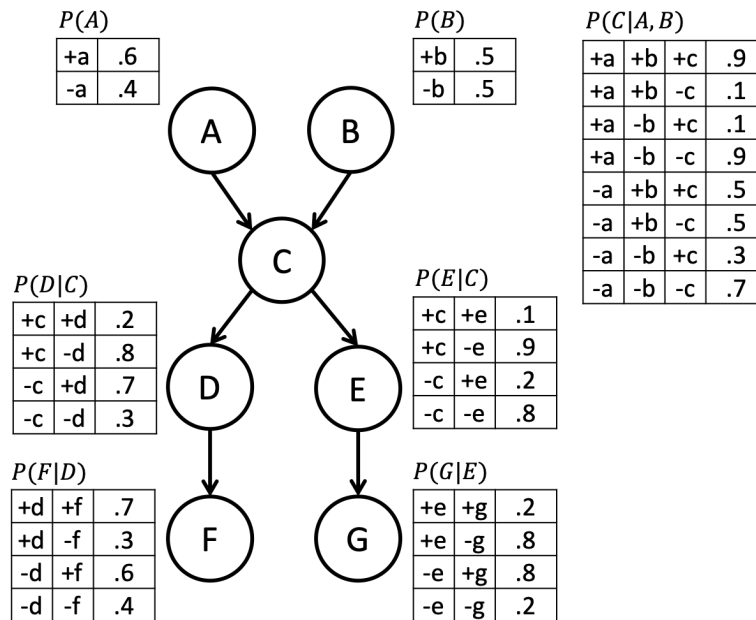 P(A)
+a .6
-a .4
P(B)
+b .5
-b .5
P(C|A, B)
+a +b +c .9
+a +b -c .1
+a -b +c .1
+a -b -c .9
-a +b +c .5
-a +b -c .5
-a -b +c .3
-a -b -c .7
A
B
C
P(D|C)
+c +d .2
+c -d .8
-c +d .7
-c -d .3
P(E|C)
+c +e .1
+c -e .9
-c +e .2
-c -e .8
D
E
P(F|D)
+d +f .7
+d -f .3
-d +f .6
-d -f .4
F
G
P(G|E)
+e +g .2
+e -g .8
-e +g .8
-e -g .2